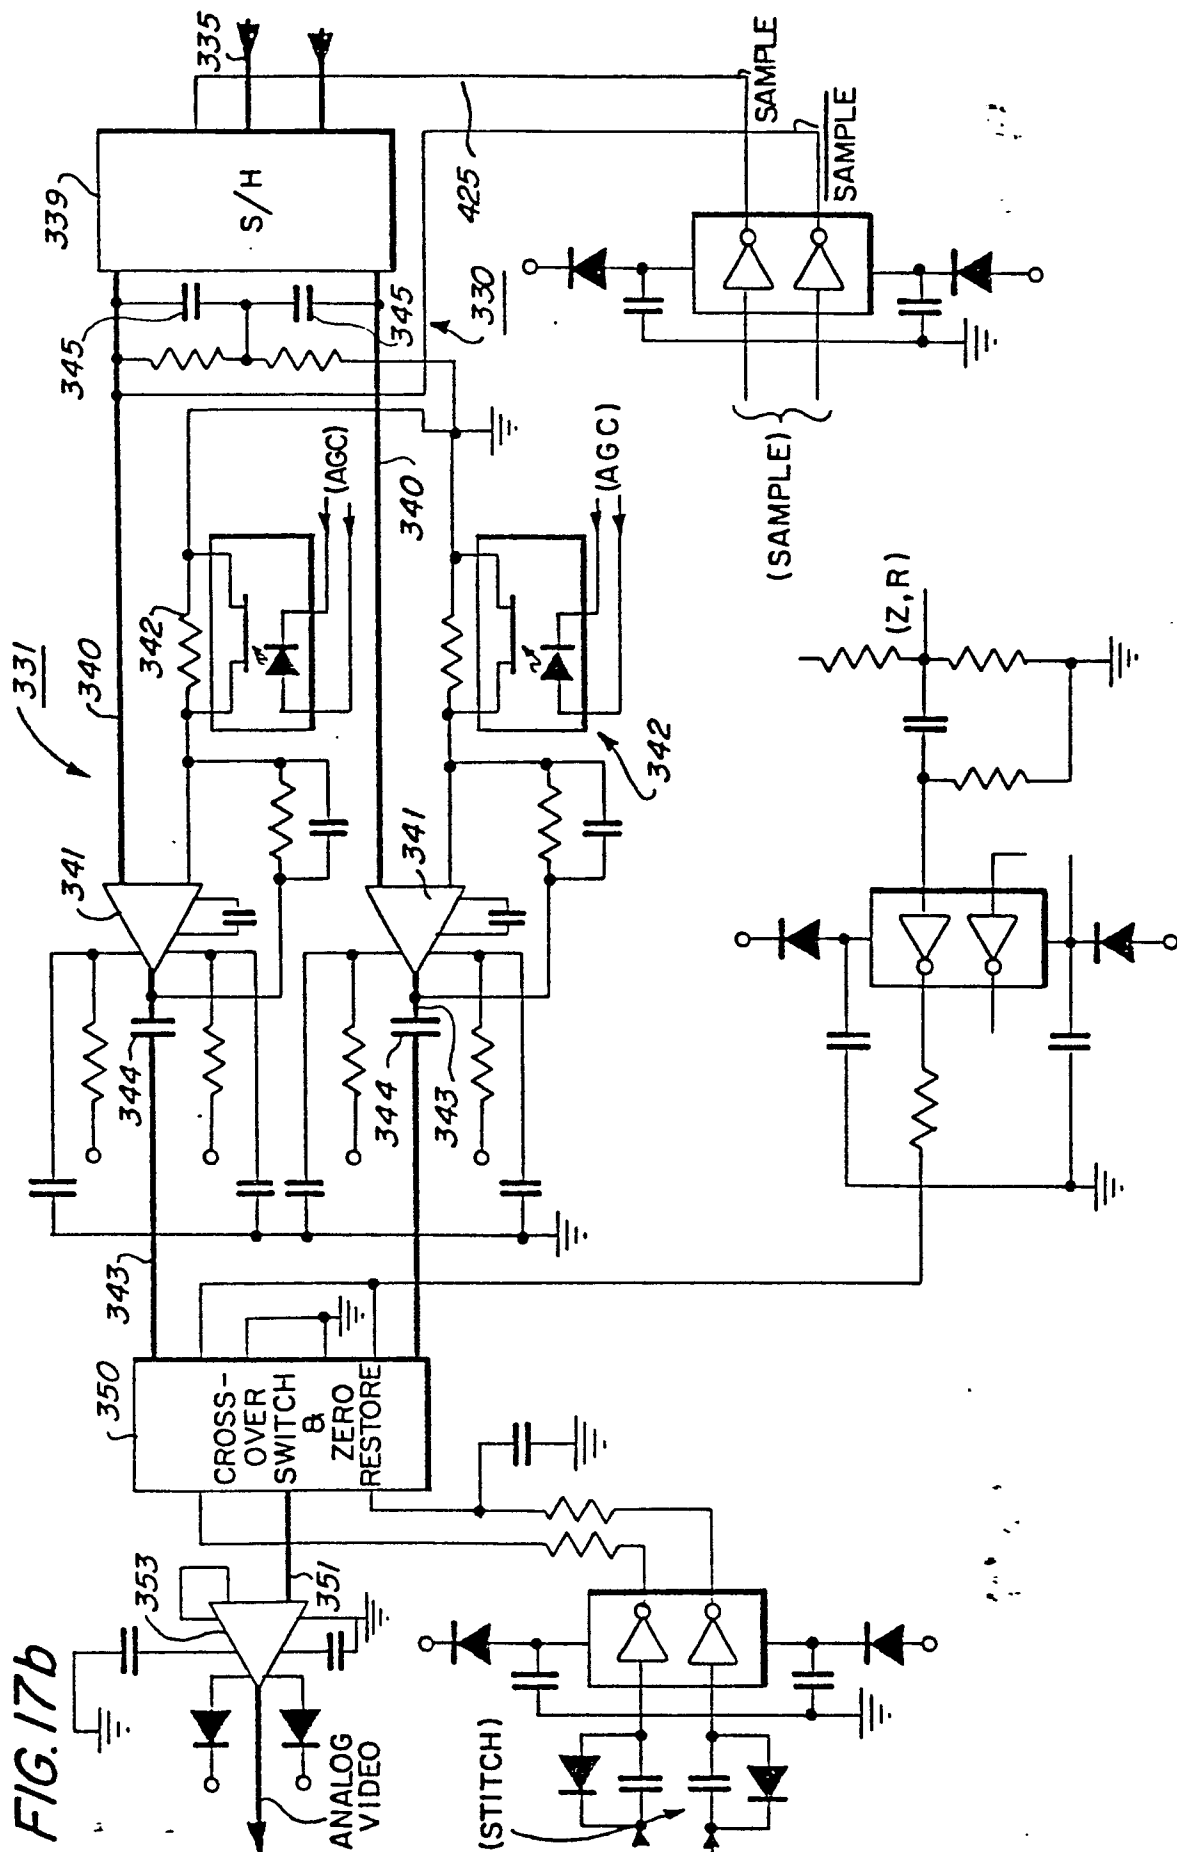 FIG. 17b
331
335
339
340
341
345
342
343
344
350
353
S/H
(AGC)
CROSS-
OVER
SWITCH
&
ZERO
RESTORE
351
ANALOG
VIDEO
341
340
345
344
343
330
425
(AGC)
342
(STITCH)
SAMPLE
SAMPLE
(SAMPLE)
(Z,R)